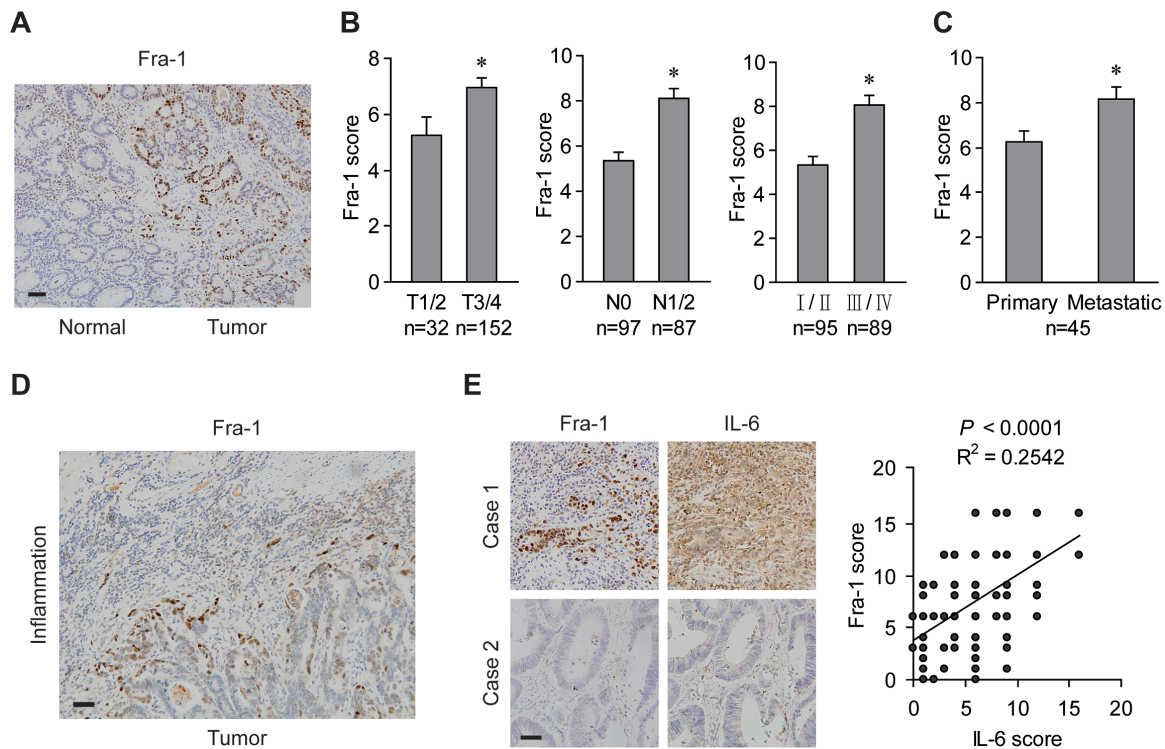 A
Fra-1
Normal
Tumor
B
Fra-1 score
8
6
4
2
0
*
T1/2
T3/4
n=32
n=152
Fra-1 score
10
8
6
4
2
0
*
N0
N1/2
n=97
n=87
Fra-1 score
10
8
6
4
2
0
*
Ⅰ/Ⅱ
Ⅲ/Ⅳ
n=95
n=89
C
Fra-1 score
10
8
6
4
2
0
*
Primary
Metastatic
n=45
D
Fra-1
Inflammation
Tumor
E
Fra-1
IL-6
Case 1
Case 2
P < 0.0001
R² = 0.2542
Fra-1 score
20
15
10
5
0
0
5
10
15
20
IL-6 score